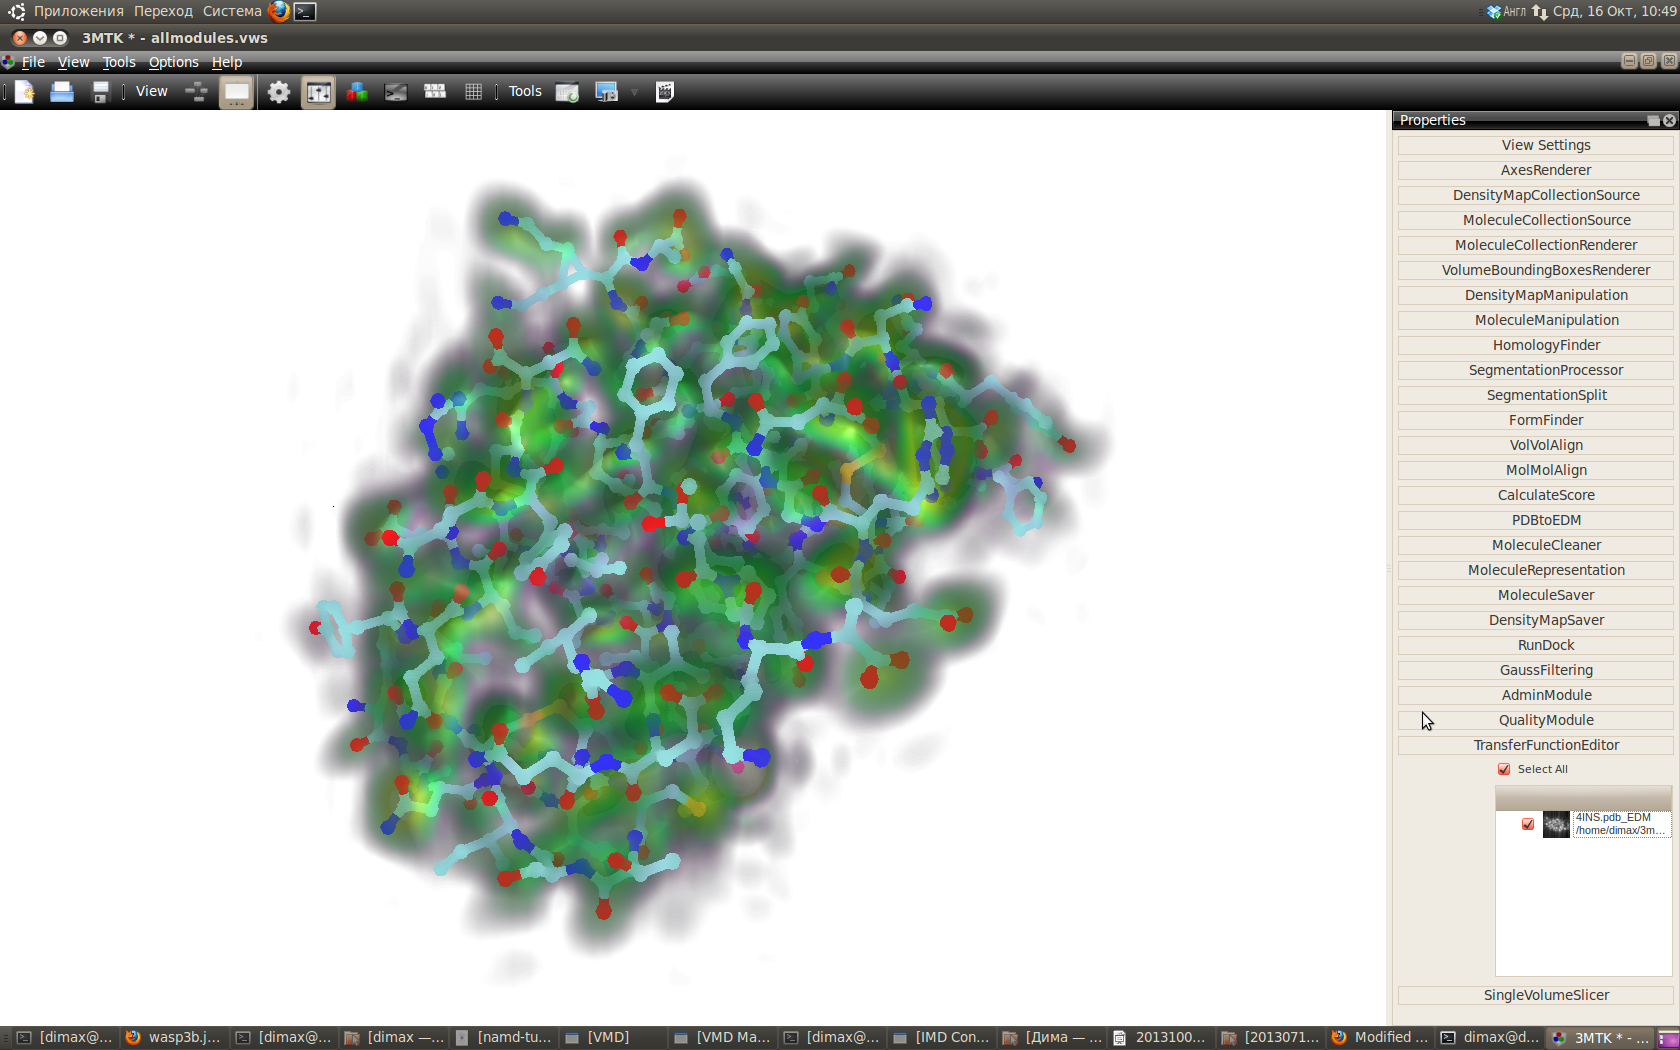 Приложения Переход Система Англ Срд, 16 Окт, 10:49
3MTK * - allmodules.vws
File View Tools Options Help
View Tools
Properties
View Settings
AxesRenderer
DensityMapCollectionSource
MoleculeCollectionSource
MoleculeCollectionRenderer
VolumeBoundingBoxesRenderer
DensityMapManipulation
MoleculeManipulation
HomologyFinder
SegmentationProcessor
SegmentationSplit
FormFinder
VolVolAlign
MolMolAlign
CalculateScore
PDBtoEDM
MoleculeCleaner
MoleculeRepresentation
MoleculeSaver
DensityMapSaver
RunDock
GaussFiltering
AdminModule
QualityModule
TransferFunctionEditor
Select All
4INS.pdb_EDM
/home/dimax/3m...
SingleVolumeSlicer
[dimax@... wasp3b.j... [dimax@... [dimax —... [namd-tu... [VMD] [VMD Ma... [dimax@... [IMD Con... [Дима — ... 2013100... [2013071... Modified ... dimax@d... 3MTK * - ...